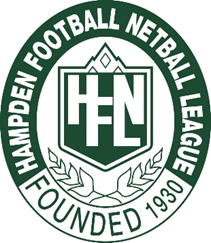 HAMPDEN FOOTBALL NETBALL LEAGUE
HFNL
FOUNDED 1930